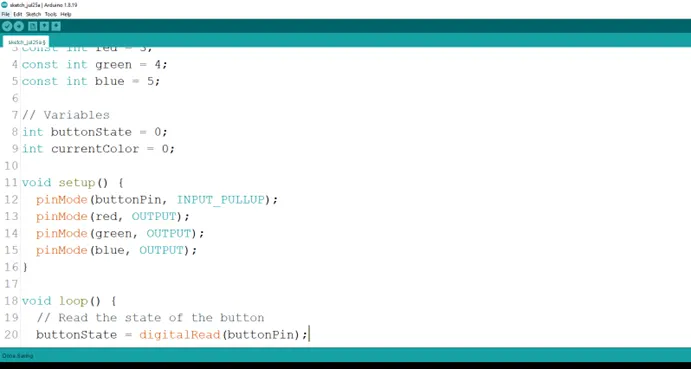 sketch_jul25a | Arduino 1.8.19
File Edit Sketch Tools Help
sketch_jul25a §
3 const int red = 3;
4 const int green = 4;
5 const int blue = 5;
6
7 // Variables
8 int buttonState = 0;
9 int currentColor = 0;
10
11 void setup() {
12 pinMode(buttonPin, INPUT_PULLUP);
13 pinMode(red, OUTPUT);
14 pinMode(green, OUTPUT);
15 pinMode(blue, OUTPUT);
16 }
17
18 void loop() {
19 // Read the state of the button
20 buttonState = digitalRead(buttonPin);
Done Saving